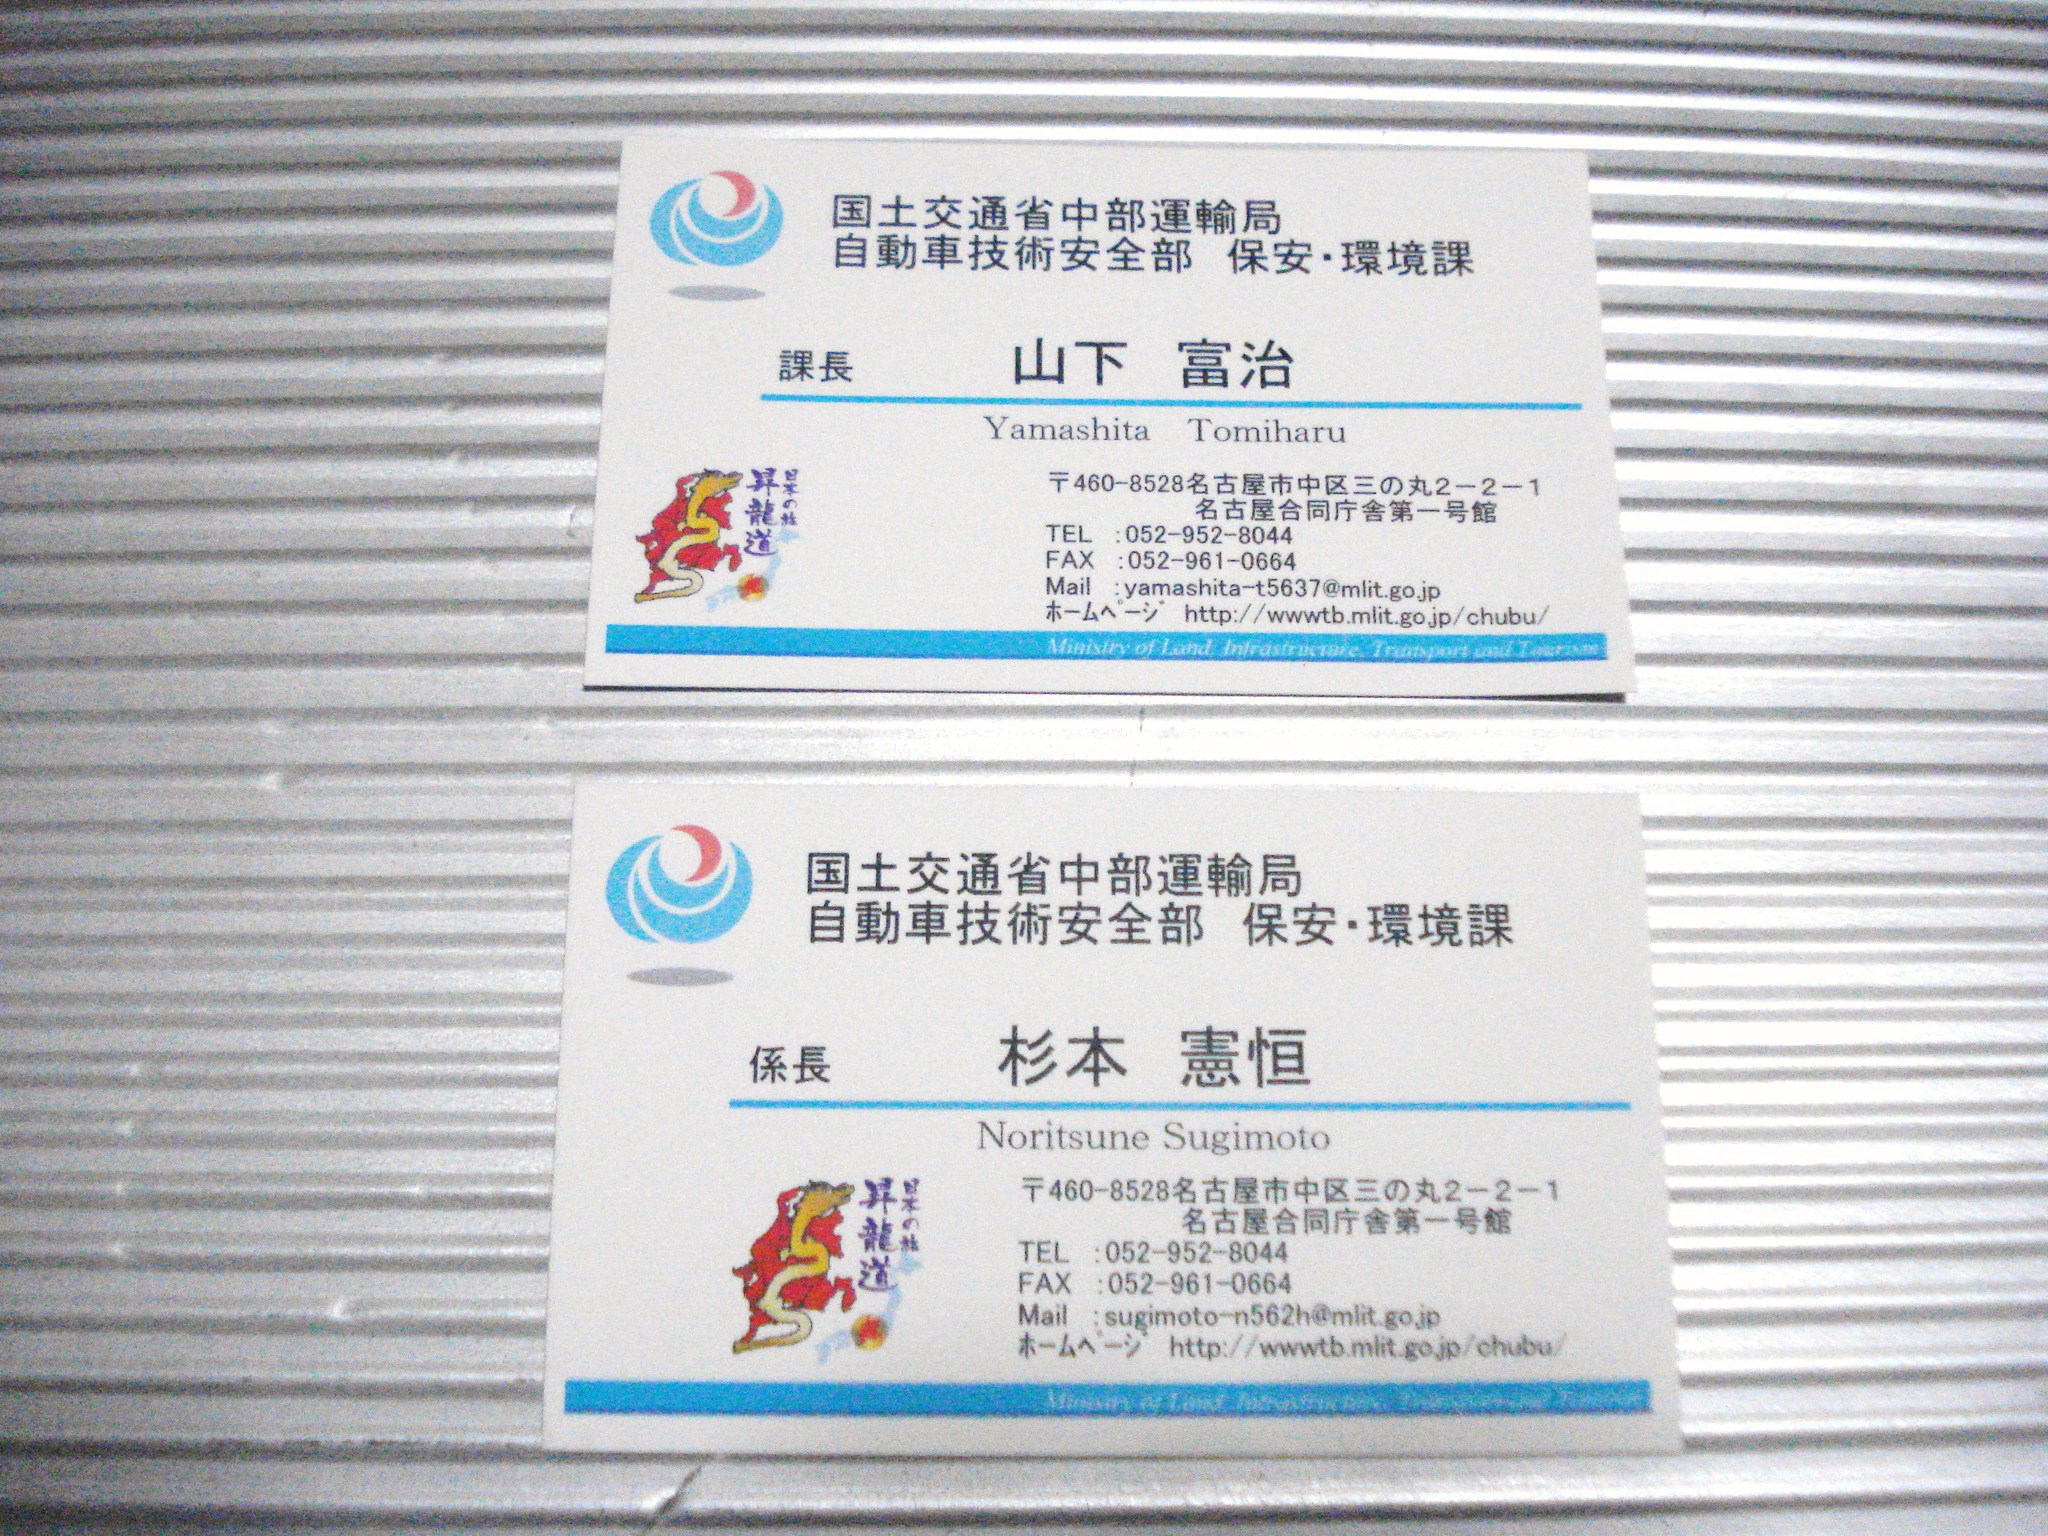 国土交通省中部運輸局
自動車技術安全部　保安・環境課
課長　山下　富治
Yamashita　Tomiharu
日本の旅
昇龍道
〒460-8528名古屋市中区三の丸２－２－１
名古屋合同庁舎第一号館
TEL　:052-952-8044
FAX　:052-961-0664
Mail　:yamashita-t5637@mlit.go.jp
ﾎｰﾑﾍﾟｰｼﾞ　http://wwwtb.mlit.go.jp/chubu/
Ministry of Land, Infrastructure, Transport and Tourism
国土交通省中部運輸局
自動車技術安全部　保安・環境課
係長　杉本　憲恒
Noritsune Sugimoto
日本の旅
昇龍道
〒460-8528名古屋市中区三の丸２－２－１
名古屋合同庁舎第一号館
TEL　:052-952-8044
FAX　:052-961-0664
Mail　:sugimoto-n562h@mlit.go.jp
ﾎｰﾑﾍﾟｰｼﾞ　http://wwwtb.mlit.go.jp/chubu/
Ministry of Land, Infrastructure, Transport and Tourism